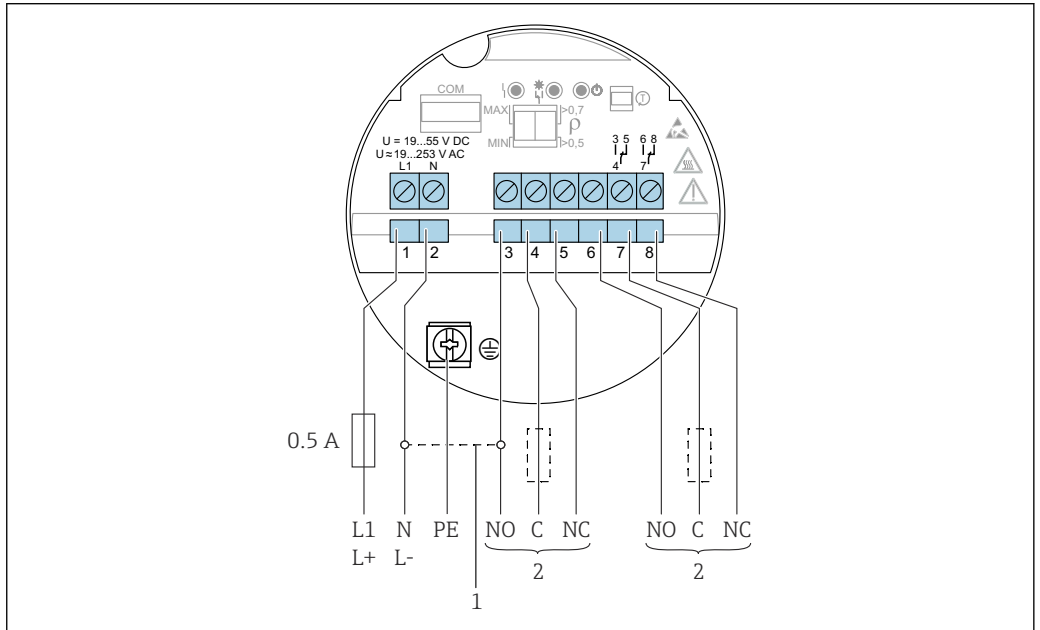 COM
MAX
>0,7
ρ
MIN
>0,5
U = 19...55 V DC
U ≈ 19...253 V AC
L1 N
3 5
4
6 8
7
T
1 2 3 4 5 6 7 8
0.5 A
L1 N PE NO C NC NO C NC
L+ L-
2 2
1